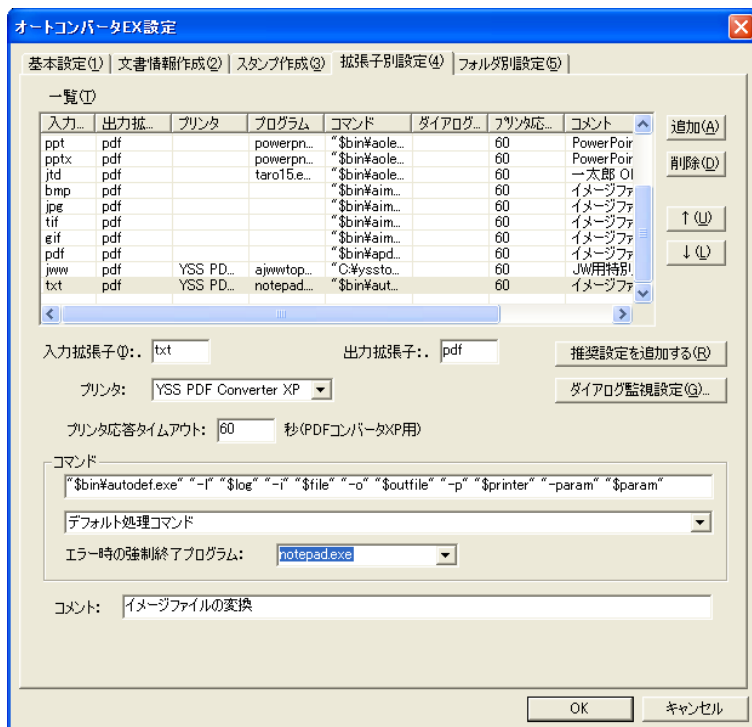 オートコンバータEX設定
基本設定(1) 文書情報作成(2) スタンプ作成(3) 拡張子別設定(4) フォルダ別設定(5)
一覧(T)
入力... 出力拡... プリンタ プログラム コマンド ダイアログ... プリンタ応... コメント
ppt pdf powerpn... "$bin¥aole... 60 PowerPoin
pptx pdf powerpn... "$bin¥aole... 60 PowerPoin
jtd pdf taro15.e... "$bin¥aole... 60 一太郎 Ol
bmp pdf "$bin¥aim... 60 イメージファ
jpg pdf "$bin¥aim... 60 イメージファ
tif pdf "$bin¥aim... 60 イメージファ
gif pdf "$bin¥aim... 60 イメージファ
pdf pdf "$bin¥apd... 60 イメージファ
jww pdf YSS PD... ajwwtop... "C:¥yssto... 60 JW用特別
txt pdf YSS PD... notepad.... "$bin¥aut... 60 イメージファ
追加(A)
削除(D)
↑(U)
↓(L)
入力拡張子(I):. txt 出力拡張子:. pdf 推奨設定を追加する(R)
プリンタ: YSS PDF Converter XP ダイアログ監視設定(G)...
プリンタ応答タイムアウト: 60 秒(PDFコンバータXP用)
コマンド
"$bin¥autodef.exe" "-l" "$log" "-i" "$file" "-o" "$outfile" "-p" "$printer" "-param" "$param"
デフォルト処理コマンド
エラー時の強制終了プログラム: notepad.exe
コメント: イメージファイルの変換
OK キャンセル